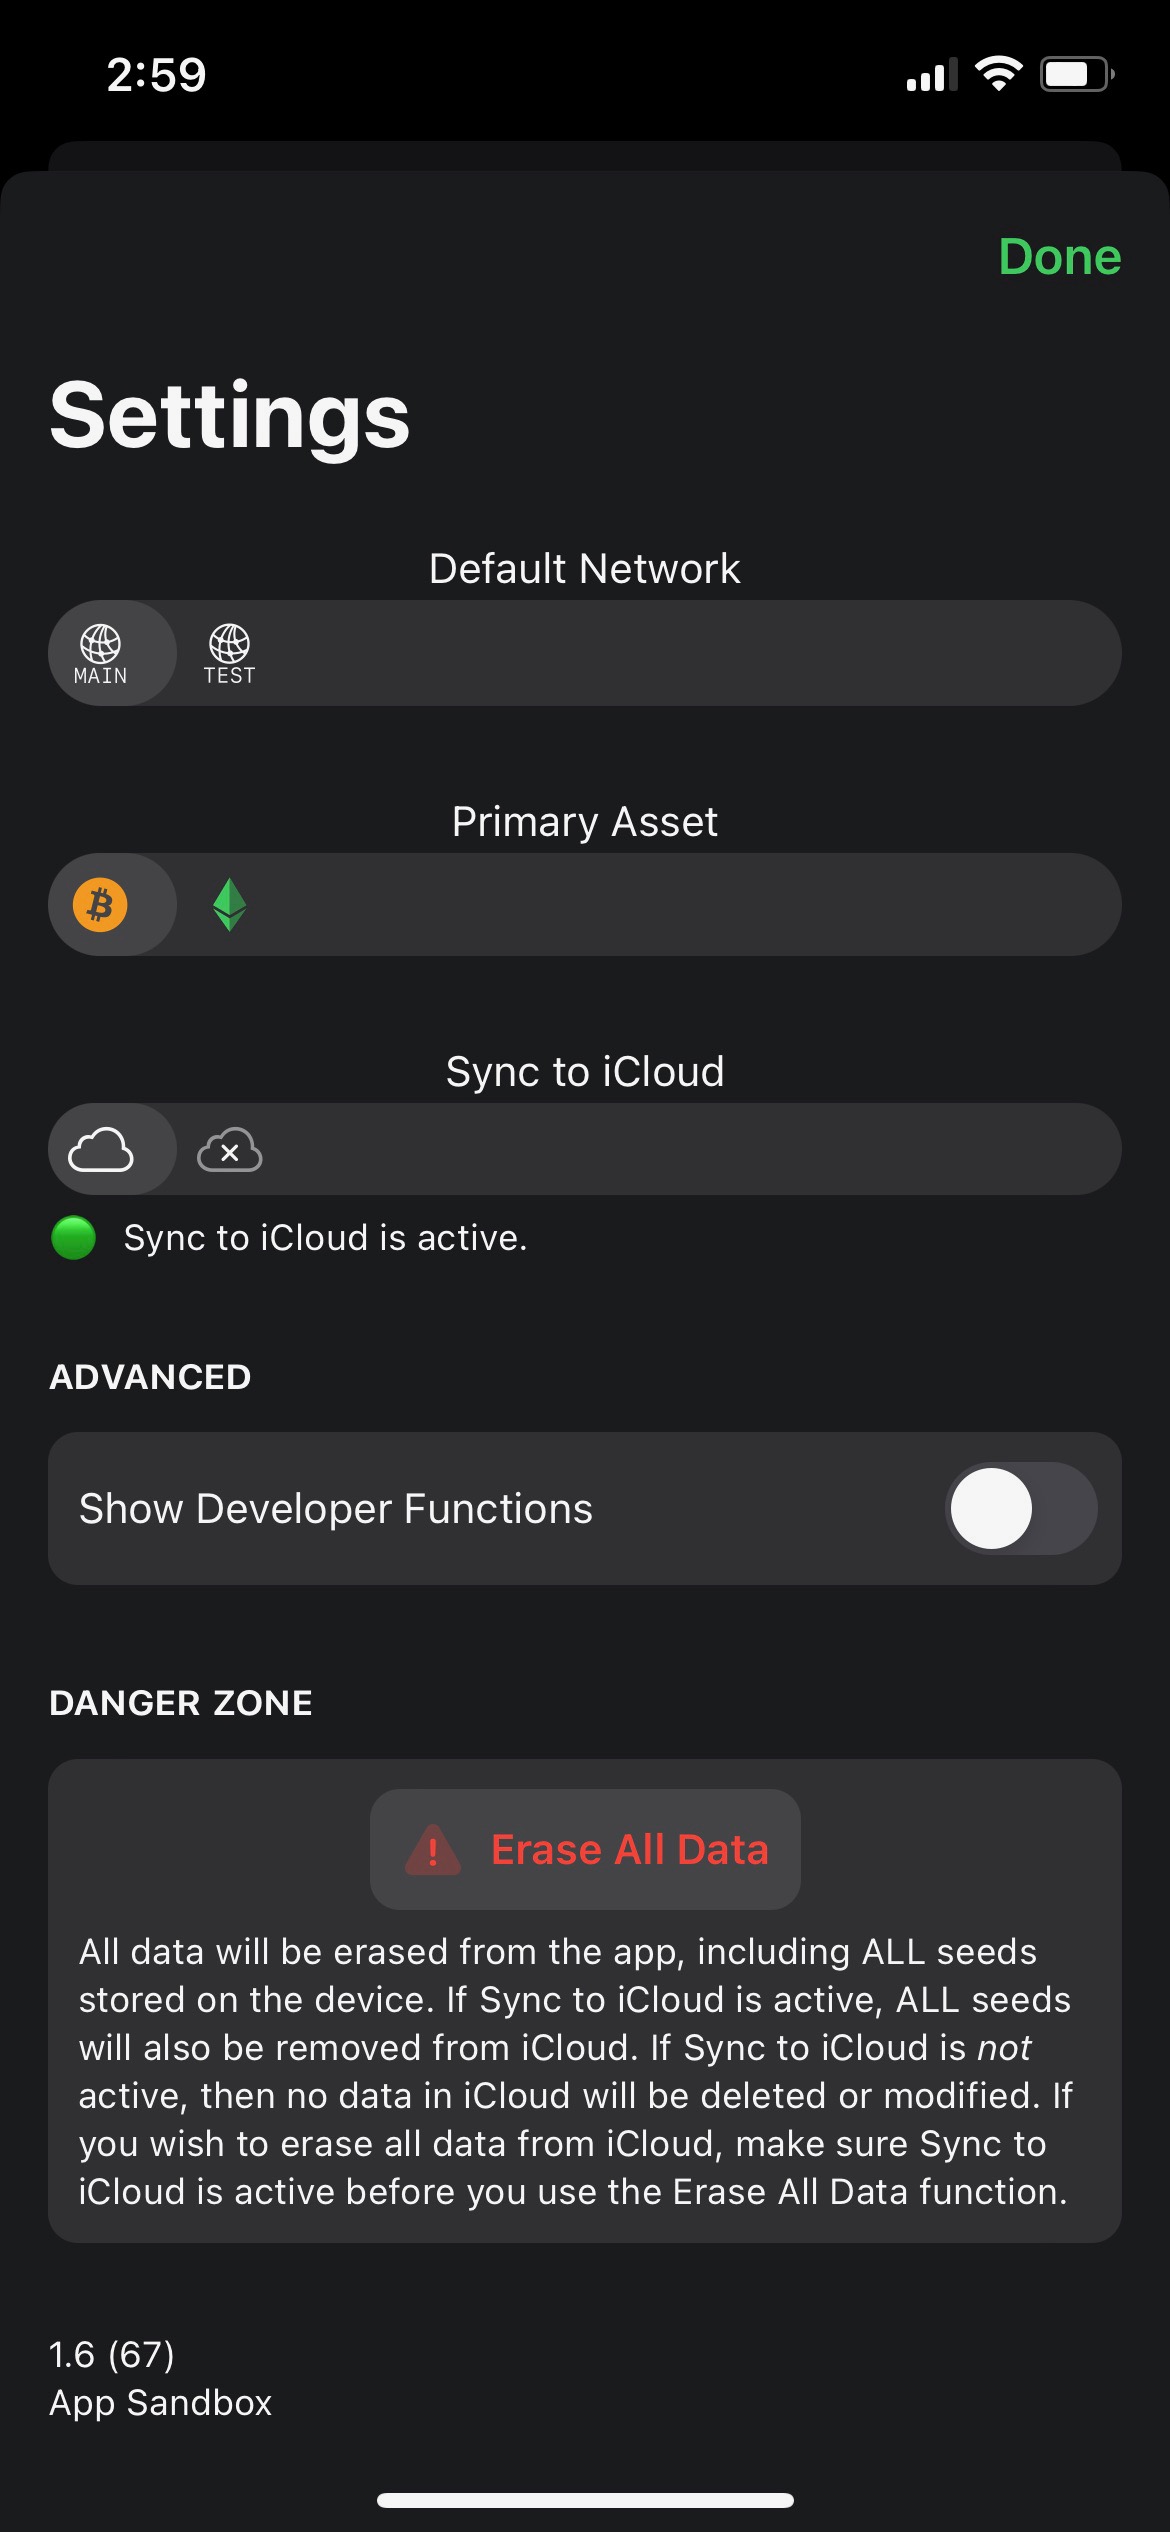 2:59
Done
Settings
Default Network
MAIN
TEST
Primary Asset
Sync to iCloud
Sync to iCloud is active.
ADVANCED
Show Developer Functions
DANGER ZONE
Erase All Data
All data will be erased from the app, including ALL seeds
stored on the device. If Sync to iCloud is active, ALL seeds
will also be removed from iCloud. If Sync to iCloud is not
active, then no data in iCloud will be deleted or modified. If
you wish to erase all data from iCloud, make sure Sync to
iCloud is active before you use the Erase All Data function.
1.6 (67)
App Sandbox